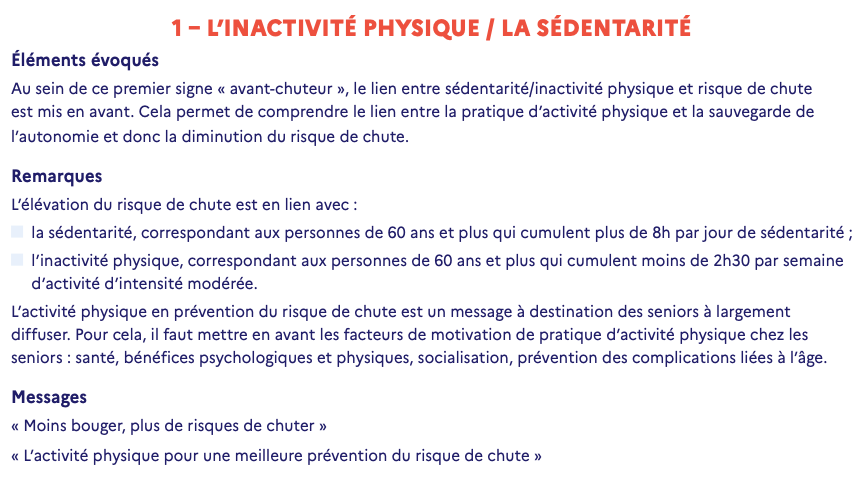 1 – L'INACTIVITÉ PHYSIQUE / LA SÉDENTARITÉ
Éléments évoqués
Au sein de ce premier signe « avant-chuteur », le lien entre sédentarité/inactivité physique et risque de chute
est mis en avant. Cela permet de comprendre le lien entre la pratique d'activité physique et la sauvegarde de
l'autonomie et donc la diminution du risque de chute.
Remarques
L'élévation du risque de chute est en lien avec :
la sédentarité, correspondant aux personnes de 60 ans et plus qui cumulent plus de 8h par jour de sédentarité ;
l'inactivité physique, correspondant aux personnes de 60 ans et plus qui cumulent moins de 2h30 par semaine
d'activité d'intensité modérée.
L'activité physique en prévention du risque de chute est un message à destination des seniors à largement
diffuser. Pour cela, il faut mettre en avant les facteurs de motivation de pratique d'activité physique chez les
seniors : santé, bénéfices psychologiques et physiques, socialisation, prévention des complications liées à l'âge.
Messages
« Moins bouger, plus de risques de chuter »
« L'activité physique pour une meilleure prévention du risque de chute »